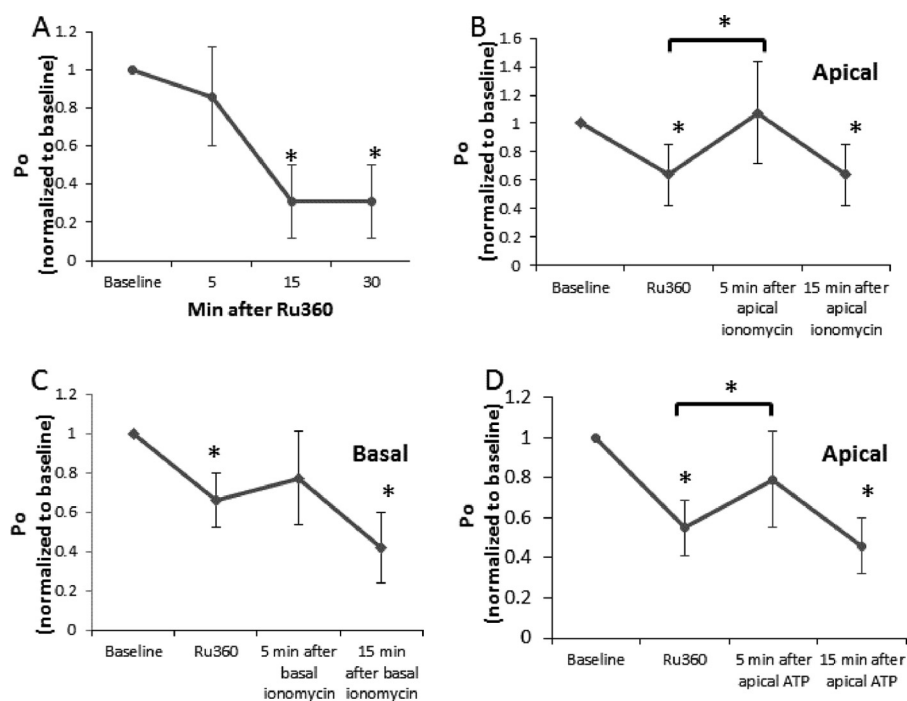 A
Po
(normalized to baseline)
1.2
1
0.8
0.6
0.4
0.2
0
*
*
Baseline
5
15
30
Min after Ru360
B
Apical
Po
(normalized to baseline)
1.6
1.4
1.2
1
0.8
0.6
0.4
0.2
0
*
*
*
Baseline
Ru360
5 min after
apical
ionomycin
15 min after
apical
ionomycin
C
Basal
Po
(normalized to baseline)
1.2
1
0.8
0.6
0.4
0.2
0
*
*
Baseline
Ru360
5 min after
basal
ionomycin
15 min
after basal
ionomycin
D
Apical
Po
(normalized to baseline)
1.2
1
0.8
0.6
0.4
0.2
0
*
*
*
Baseline
Ru360
5 min after
apical ATP
15 min after
apical ATP